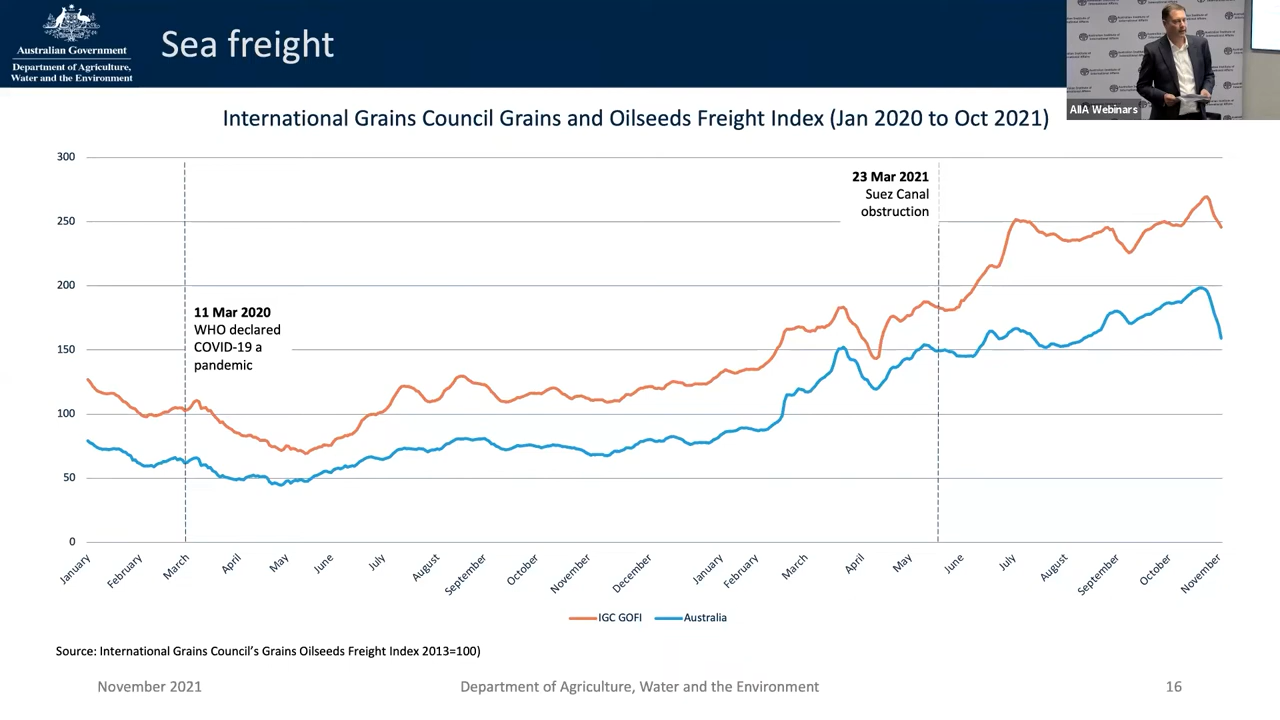 Australian Government
Department of Agriculture,
Water and the Environment
Sea freight
AIIA Webinars
International Grains Council Grains and Oilseeds Freight Index (Jan 2020 to Oct 2021)
300
250
200
150
100
50
0
11 Mar 2020
WHO declared
COVID-19 a
pandemic
23 Mar 2021
Suez Canal
obstruction
January
February
March
April
May
June
July
August
September
October
November
December
January
February
March
April
May
June
July
August
September
October
November
IGC GOFI
Australia
Source: International Grains Council's Grains Oilseeds Freight Index 2013=100)
November 2021
Department of Agriculture, Water and the Environment
16